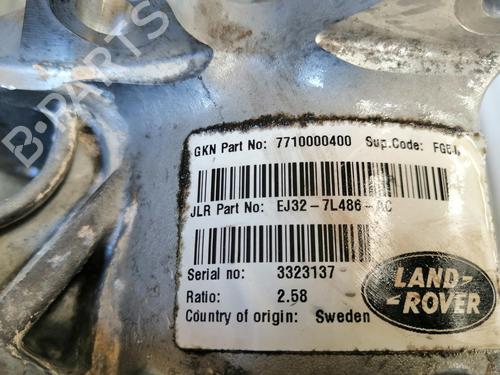 B-PARTS
GKN Part No: 7710000400 Sup.Code:
JLR Part No: EJ32-7L486-AC
Serial no: 3323137
Ratio: 2.58
Country of origin: Sweden
LAND-
-ROVER